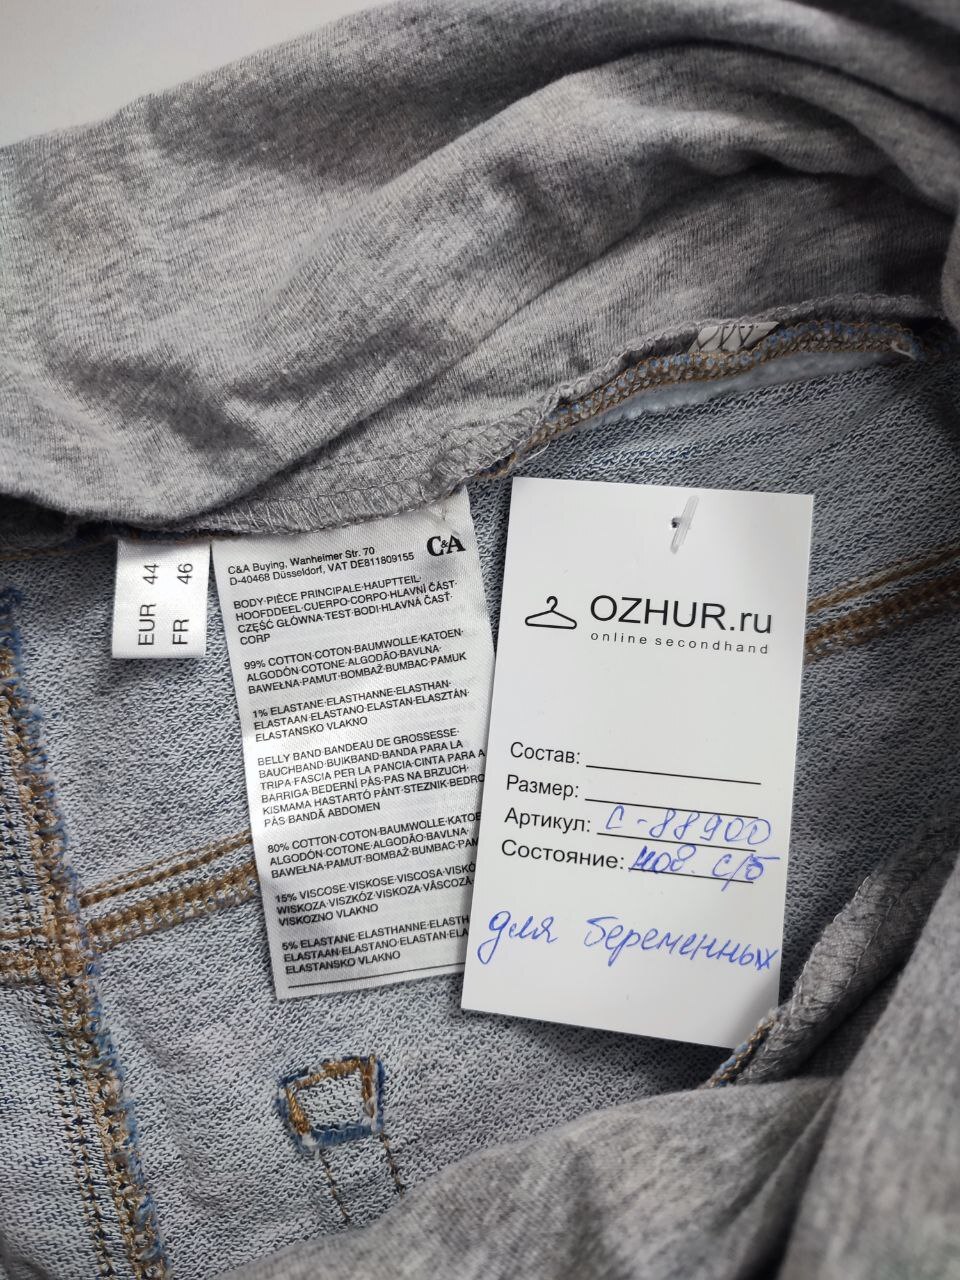 EUR 44
FR 46
C&A
C&A Buying, Wanheimer Str. 70
D-40468 Düsseldorf, VAT DE811809155
BODY·PIÈCE PRINCIPALE·HAUPTTEIL·
HOOFDDEEL·CUERPO·CORPO·HLAVNÍ ČÁST·
CZĘŚĆ GŁÓWNA·TEST·BODI·HLAVNÁ ČASŤ·
CORP
99% COTTON·COTON·BAUMWOLLE·KATOEN·
ALGODÓN·COTONE·ALGODÃO·BAVLNA·
BAWEŁNA·PAMUT·BOMBAŽ·BUMBAC·PAMUK
1% ELASTANE·ELASTHANNE·ELASTHAN·
ELASTAAN·ELASTANO·ELASTAN·ELASZTÁN·
ELASTANSKO VLAKNO
BELLY BAND·BANDEAU DE GROSSESSE·
BAUCHBAND·BUIKBAND·BANDA PARA LA
TRIPA·FASCIA PER LA PANCIA·CINTA PARA A
BARRIGA·BEDERNÍ PÁS·PAS NA BRZUCH·
KISMAMA HASTARTÓ PÁNT·STEZNIK·BEDRO
PÁS·BANDĂ ABDOMEN
80% COTTON·COTON·BAUMWOLLE·KATOE
ALGODÓN·COTONE·ALGODÃO·BAVLNA·
BAWEŁNA·PAMUT·BOMBAŽ·BUMBAC·PAM
15% VISCOSE·VISKOSE·VISCOSA·VISKÓ
WISKOZA·VISZKÓZ·VISKOZA·VÂSCOZĂ·
VISKOZNO VLAKNO
5% ELASTANE·ELASTHANNE·ELASTH
ELASTAAN·ELASTANO·ELASTAN·ELA
ELASTANSKO VLAKNO
OZHUR.ru
online secondhand
Состав:
Размер:
Артикул: С-88900
Состояние: нов. с/б
для беременных